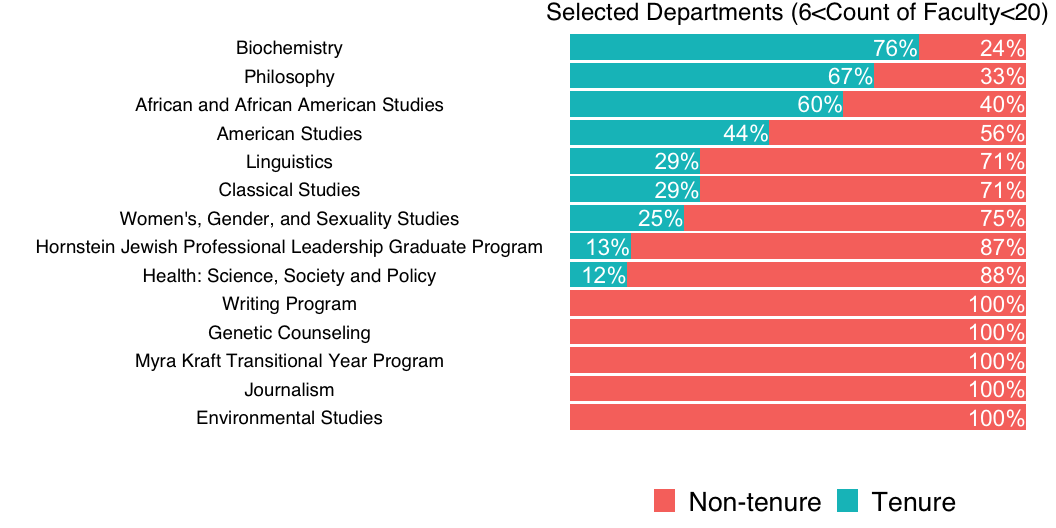 Selected Departments (6<Count of Faculty<20)
Biochemistry 76% 24%
Philosophy 67% 33%
African and African American Studies 60% 40%
American Studies 44% 56%
Linguistics 29% 71%
Classical Studies 29% 71%
Women's, Gender, and Sexuality Studies 25% 75%
Hornstein Jewish Professional Leadership Graduate Program 13% 87%
Health: Science, Society and Policy 12% 88%
Writing Program 100%
Genetic Counseling 100%
Myra Kraft Transitional Year Program 100%
Journalism 100%
Environmental Studies 100%
Non-tenure Tenure